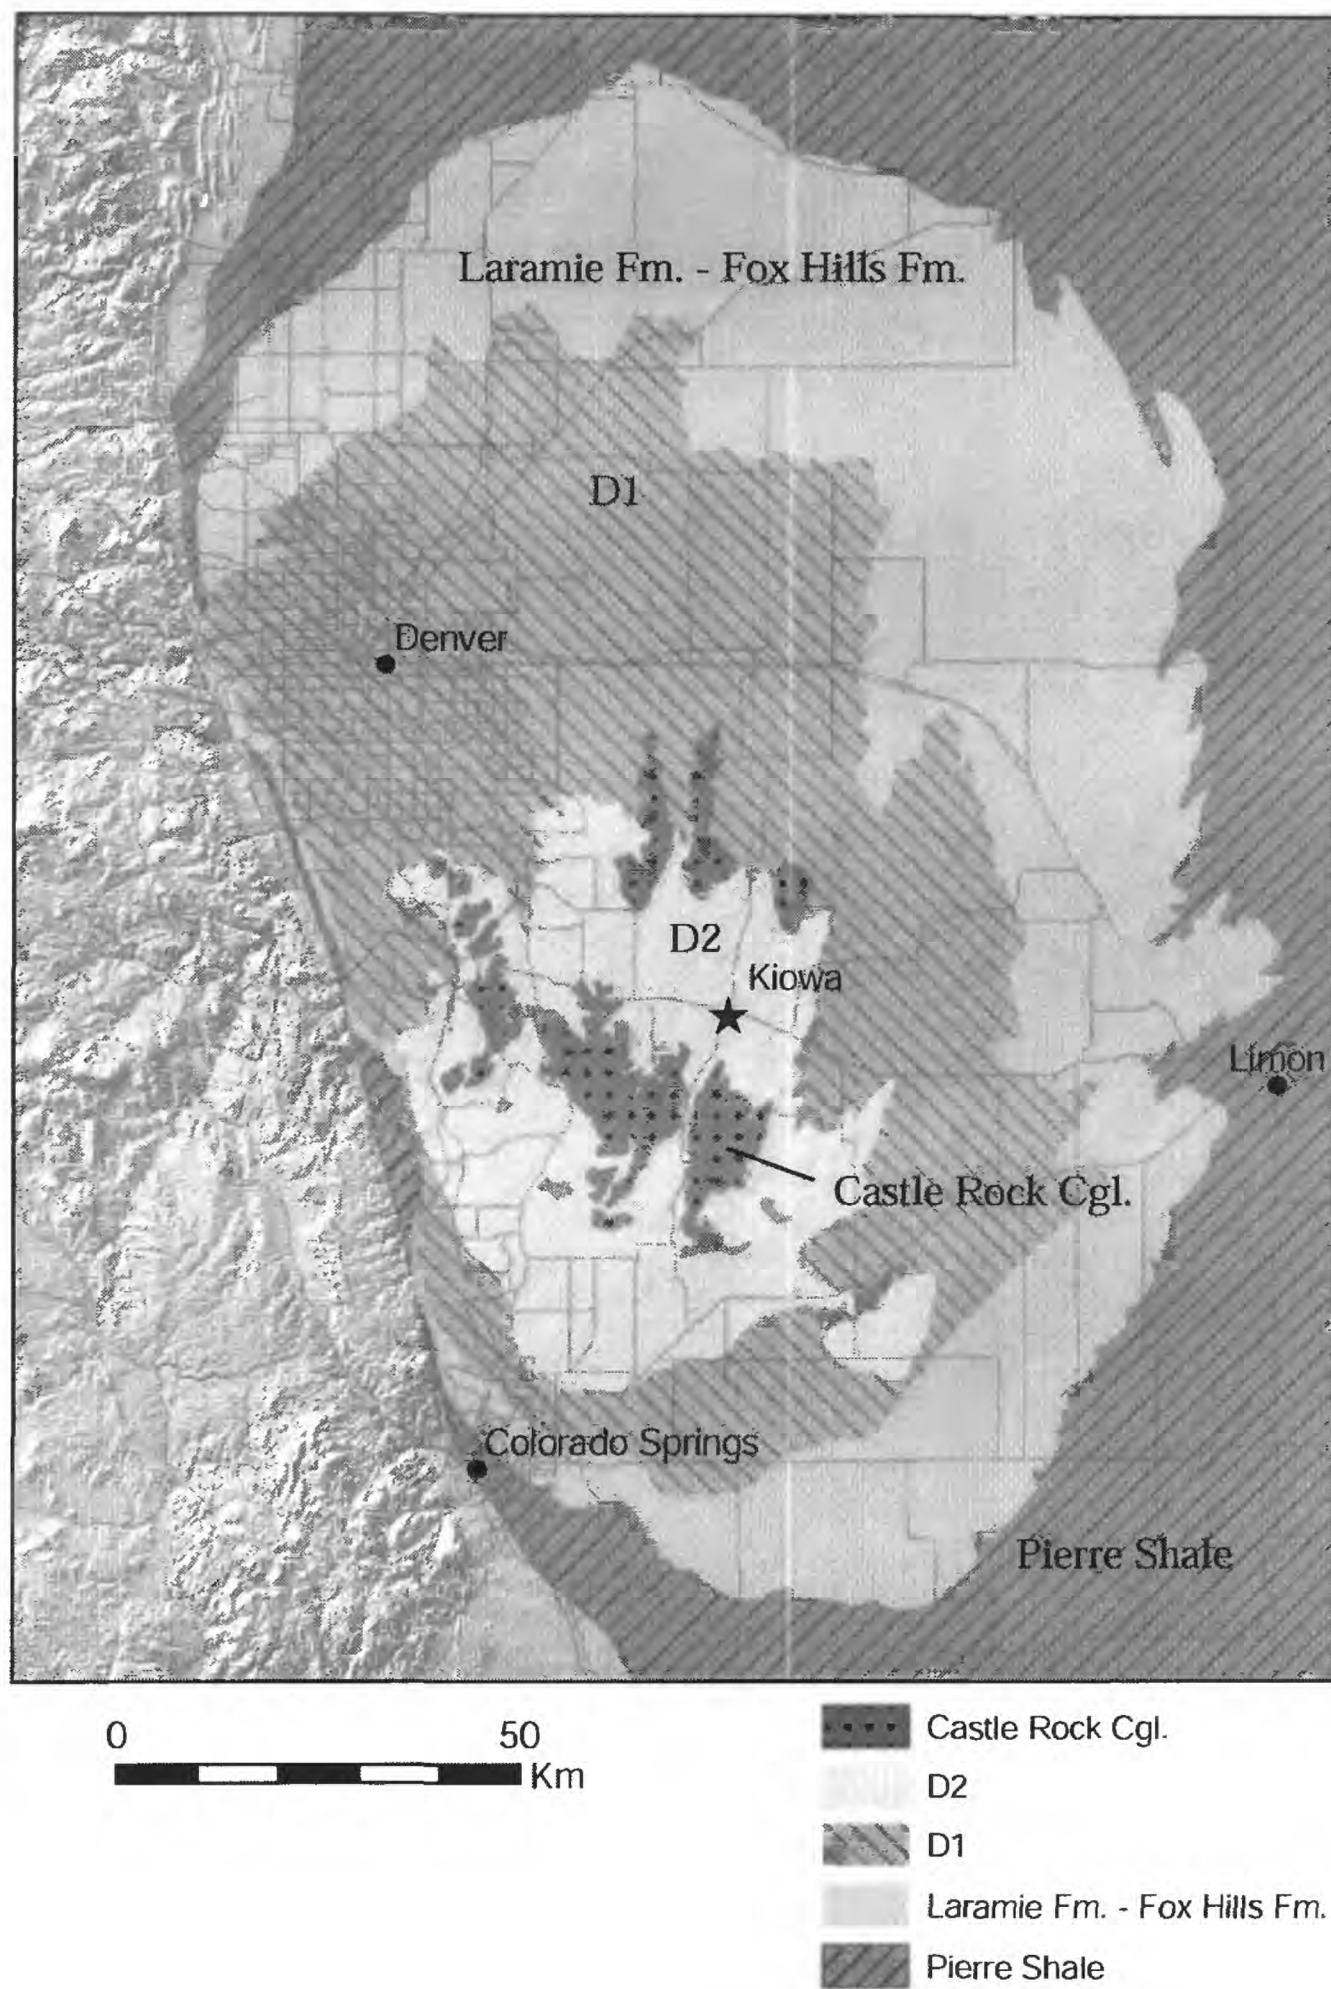 Laramie Fm. - Fox Hills Fm.
D1
Denver
D2
Kiowa
Limon
Castle Rock Cgl.
Colorado Springs
Pierre Shale
0 50
Km
Castle Rock Cgl.
D2
D1
Laramie Fm. - Fox Hills Fm.
Pierre Shale